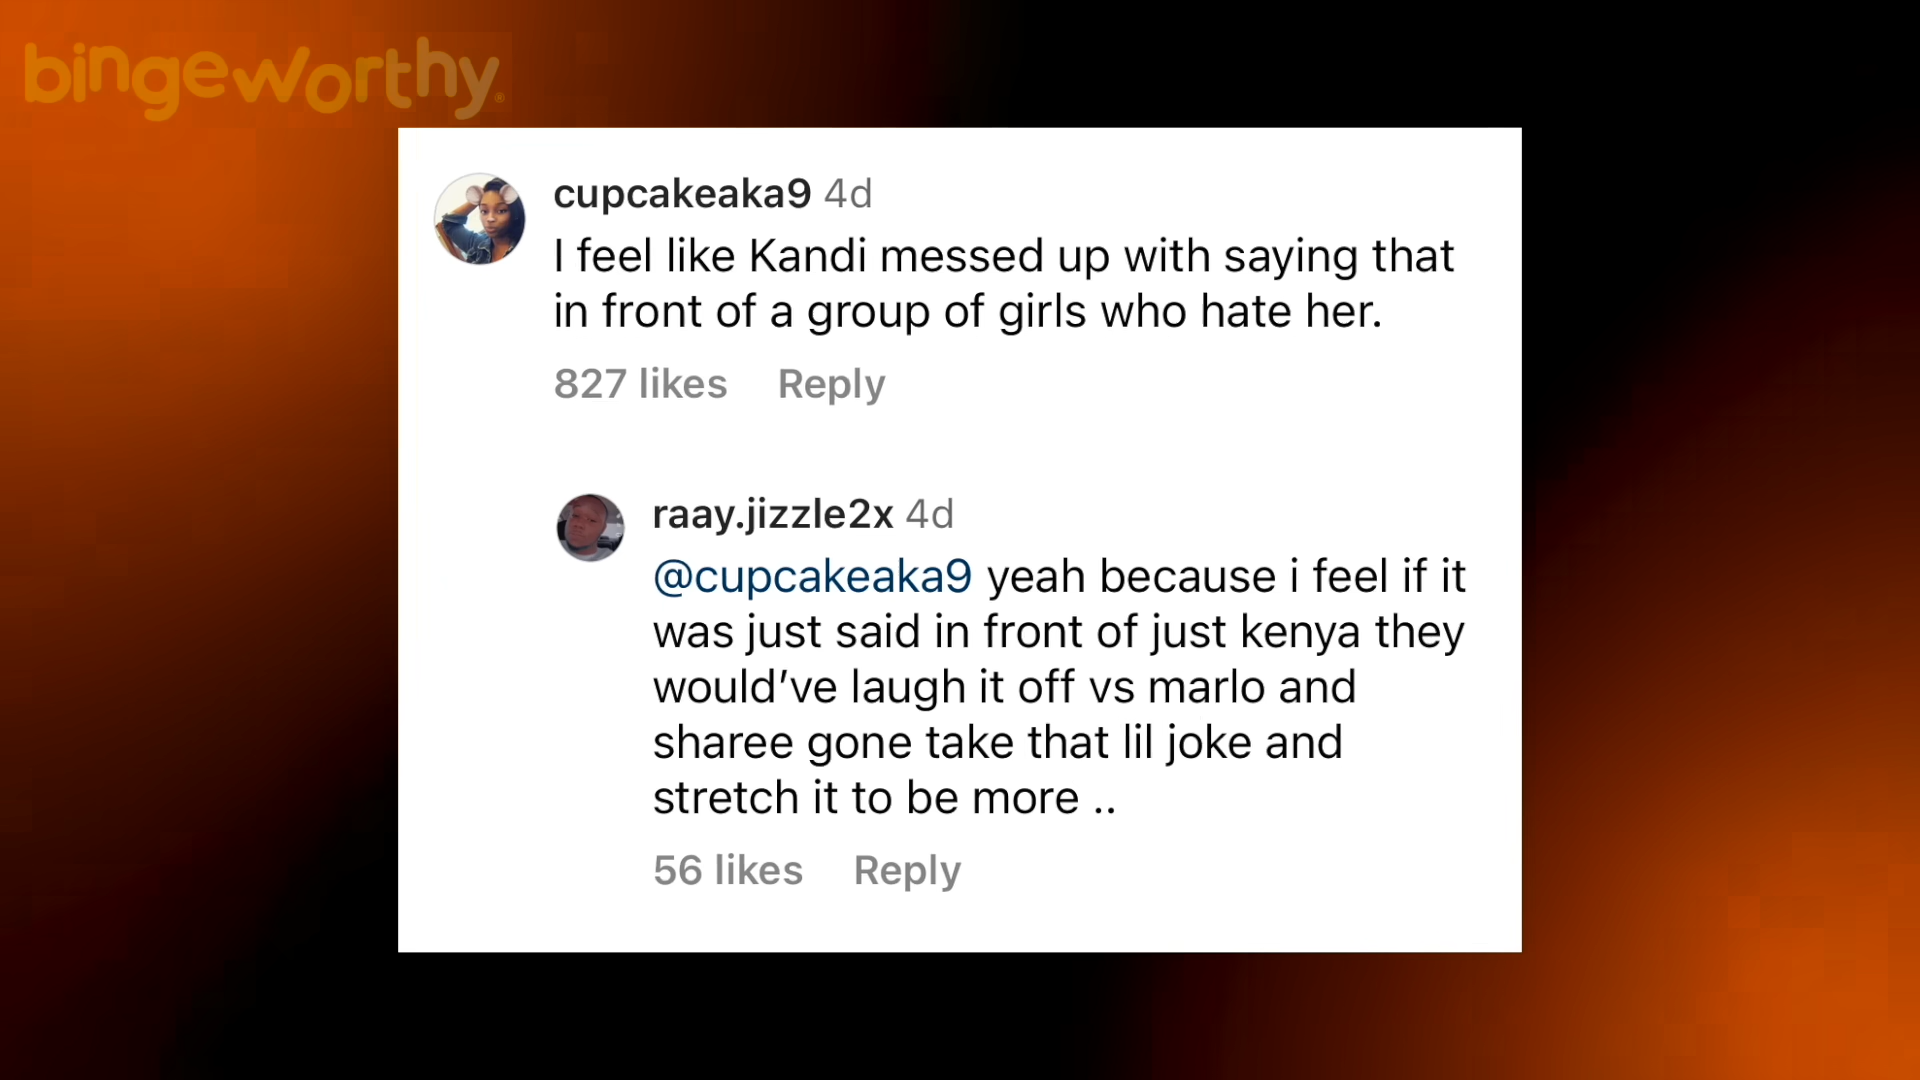 bingeworthy®
cupcakeaka9 4d
I feel like Kandi messed up with saying that
in front of a group of girls who hate her.
827 likes Reply
raay.jizzle2x 4d
@cupcakeaka9 yeah because i feel if it
was just said in front of just kenya they
would’ve laugh it off vs marlo and
sharee gone take that lil joke and
stretch it to be more ..
56 likes Reply